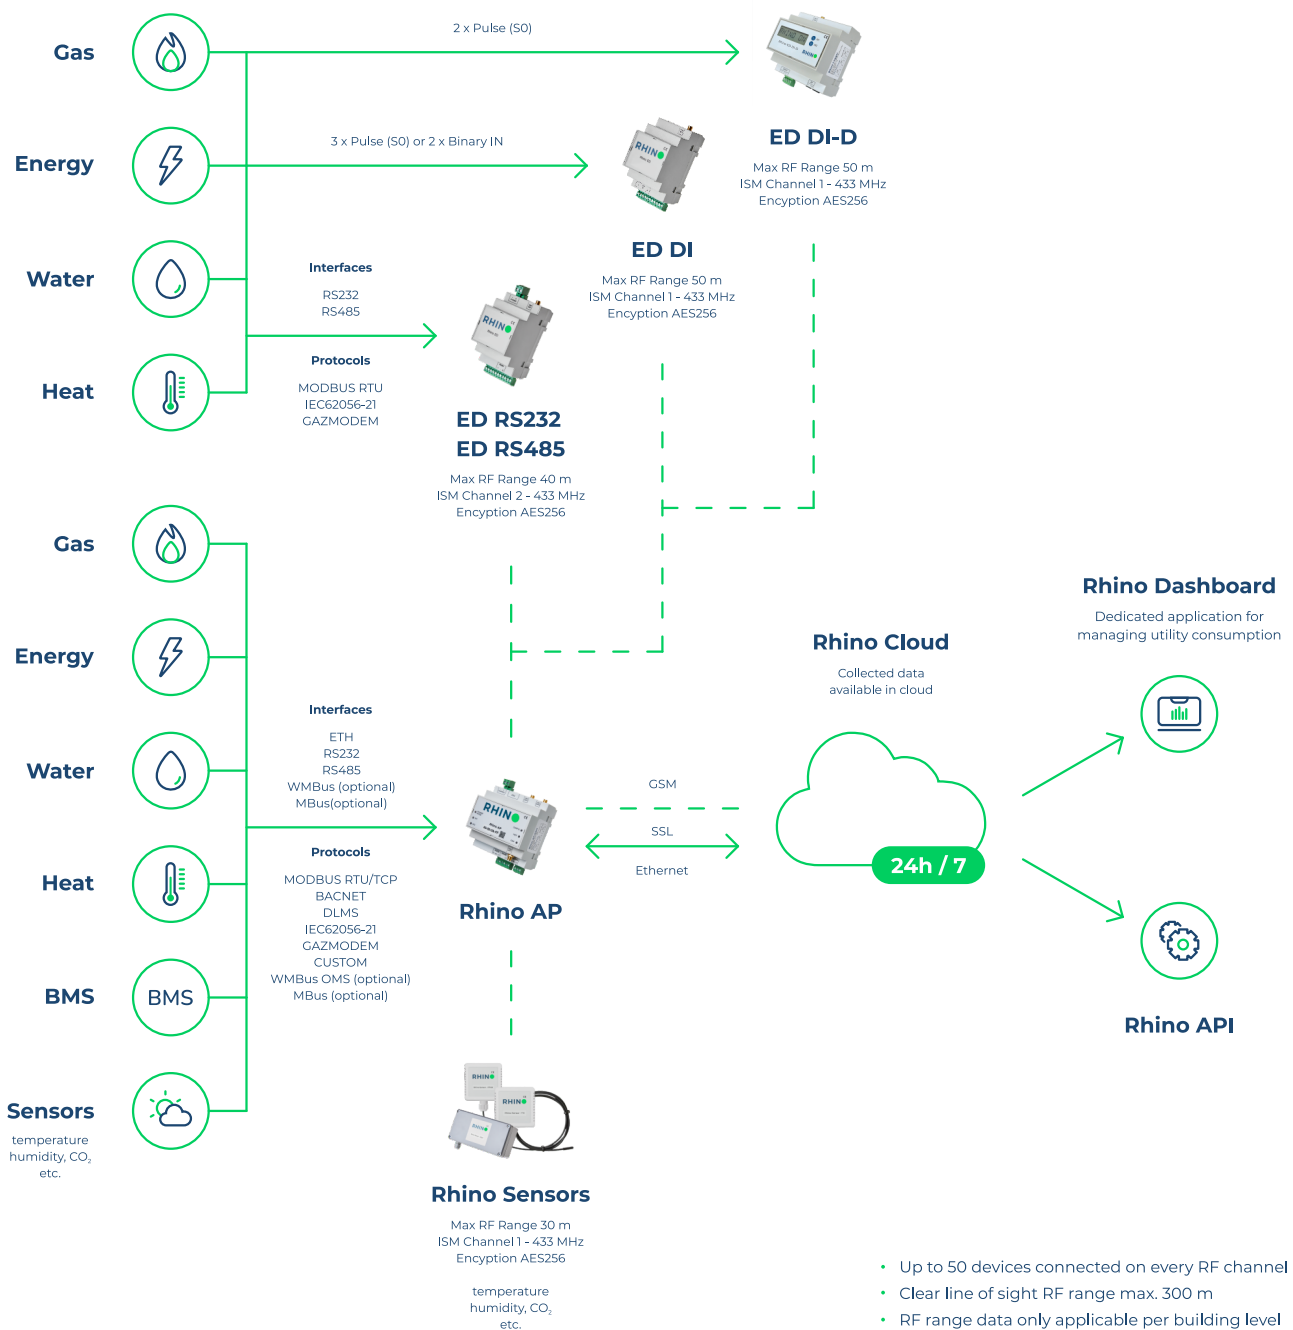 Gas
2 x Pulse (S0)
RHINO
ED DI-D
Max RF Range 50 m
ISM Channel 1 - 433 MHz
Encyption AES256
Energy
3 x Pulse (S0) or 2 x Binary IN
RHINO
ED DI
Max RF Range 50 m
ISM Channel 1 - 433 MHz
Encyption AES256
Water
Heat
Interfaces
RS232
RS485
Protocols
MODBUS RTU
IEC62056-21
GAZMODEM
RHINO
ED RS232
ED RS485
Max RF Range 40 m
ISM Channel 2 - 433 MHz
Encyption AES256
Gas
Energy
Water
Heat
BMS
BMS
Sensors
temperature
humidity, CO₂
etc.
Interfaces
ETH
RS232
RS485
WMBus (optional)
MBus(optional)
Protocols
MODBUS RTU/TCP
BACNET
DLMS
IEC62056-21
GAZMODEM
CUSTOM
WMBus OMS (optional)
MBus (optional)
RHINO
Rhino AP
GSM
SSL
Ethernet
Rhino Cloud
Collected data
available in cloud
24h / 7
Rhino Dashboard
Dedicated application for
managing utility consumption
Rhino API
RHINO
RHINO
Rhino Sensors
Max RF Range 30 m
ISM Channel 1 - 433 MHz
Encyption AES256
temperature
humidity, CO₂
etc.
• Up to 50 devices connected on every RF channel
• Clear line of sight RF range max. 300 m
• RF range data only applicable per building level